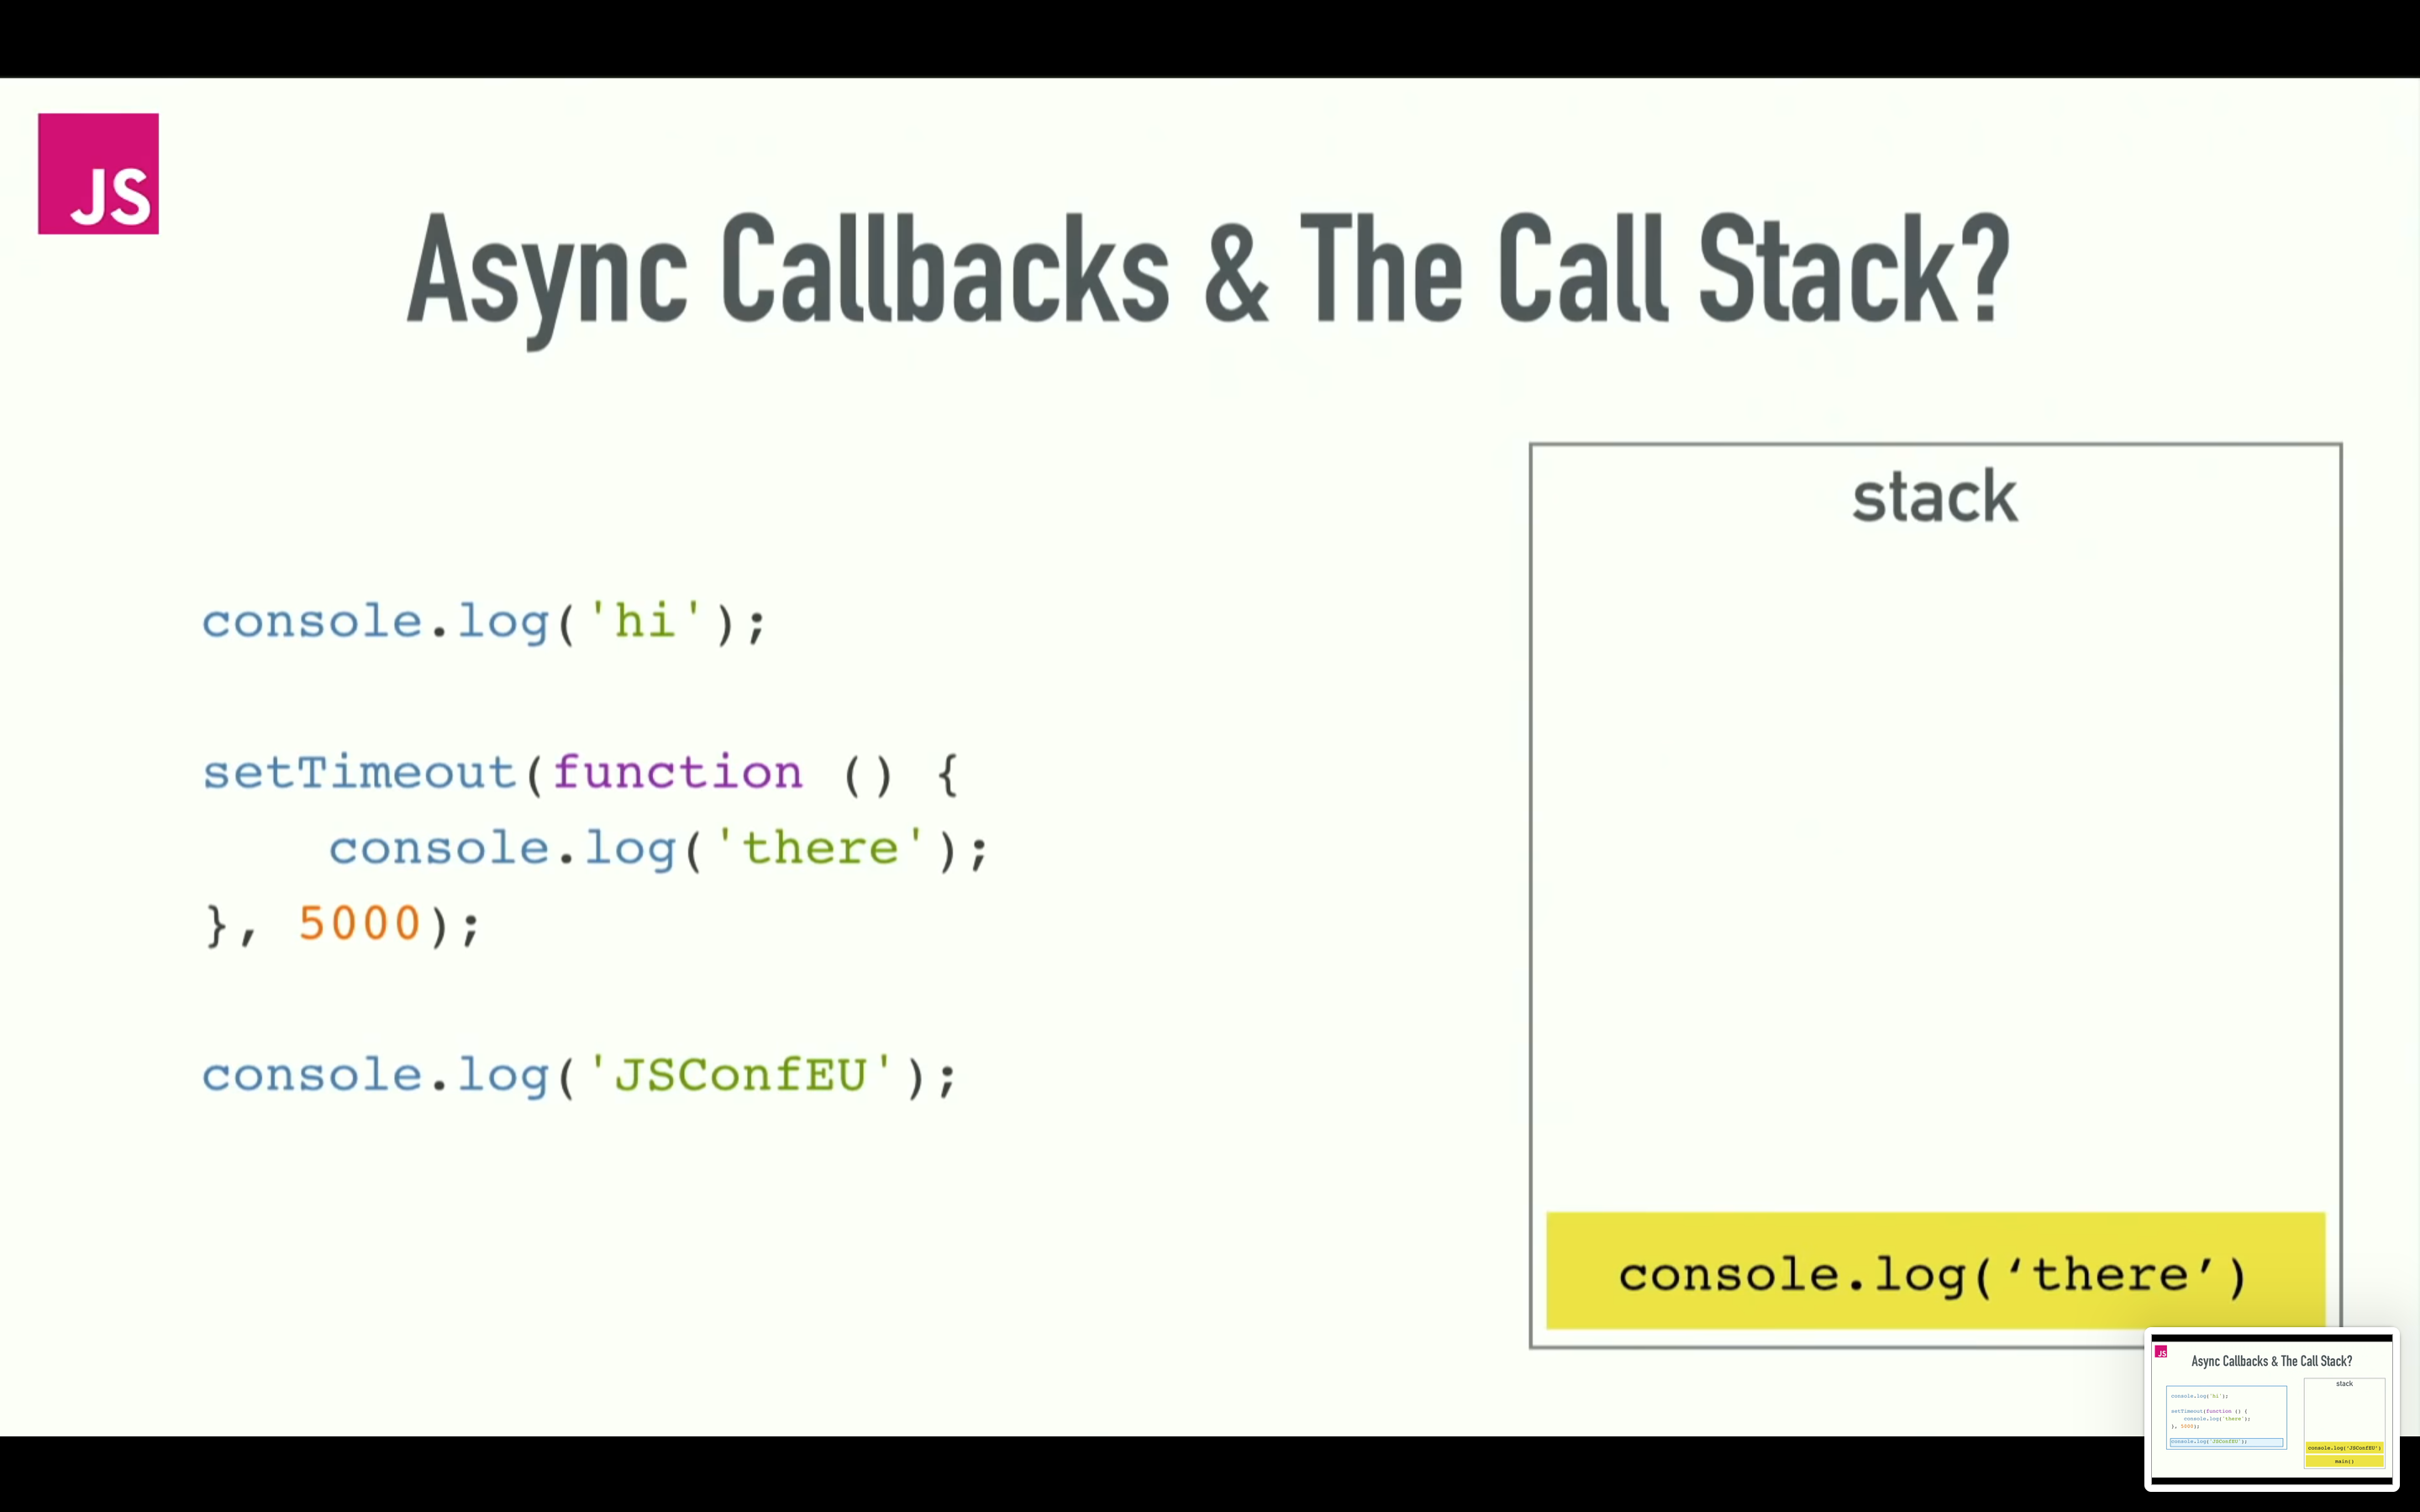 JS
Async Callbacks & The Call Stack?
stack
console.log('hi');
setTimeout(function () {
    console.log('there');
}, 5000);
console.log('JSConfEU');
console.log(‘there’)
JS
Async Callbacks & The Call Stack?
stack
console.log('hi');
setTimeout(function () {
    console.log('there');
}, 5000);
console.log('JSConfEU');
console.log('JSConfEU')
main()